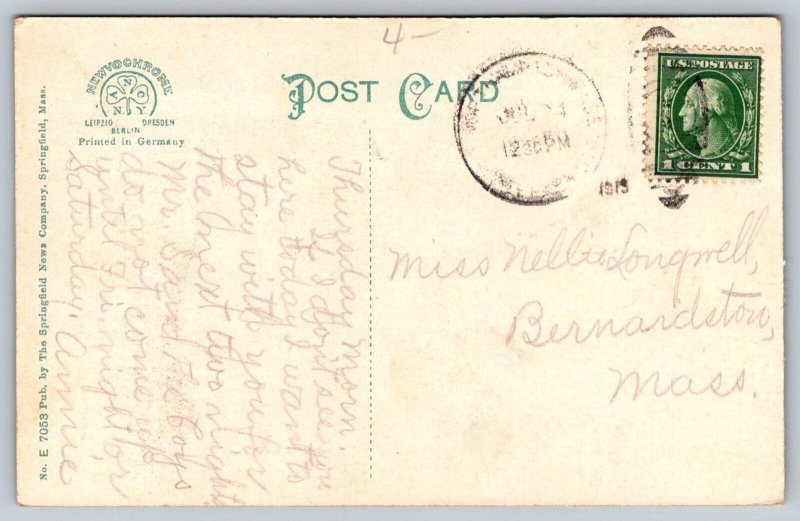 4-
POST CARD
NEWVOCHROME
A N C
N. Y.
LEIPZIG DRESDEN
BERLIN
Printed in Germany
No. E 7053 Pub. by The Springfield News Company, Springfield, Mass.
U.S. POSTAGE
1 CENT 1
JUL 24
12 PM
1913
Thursday Morn.
If I don't see you
here today I want to
stay with you for
the next two nights
Mr. Sand the boys
do not come up
until Fri. night or
Saturday. Annie
Miss Nellie Longwell,
Bernardston,
Mass.